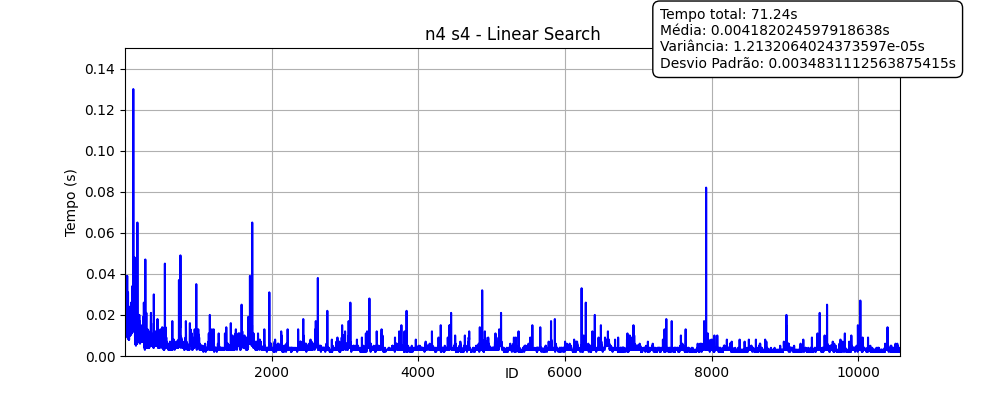 Tempo total: 71.24s
Média: 0.004182024597918638s
Variância: 1.2132064024373597e-05s
Desvio Padrão: 0.0034831112563875415s
n4 s4 - Linear Search
0.14
0.12
0.10
0.08
0.06
0.04
0.02
0.00
Tempo (s)
2000
4000
6000
8000
10000
ID